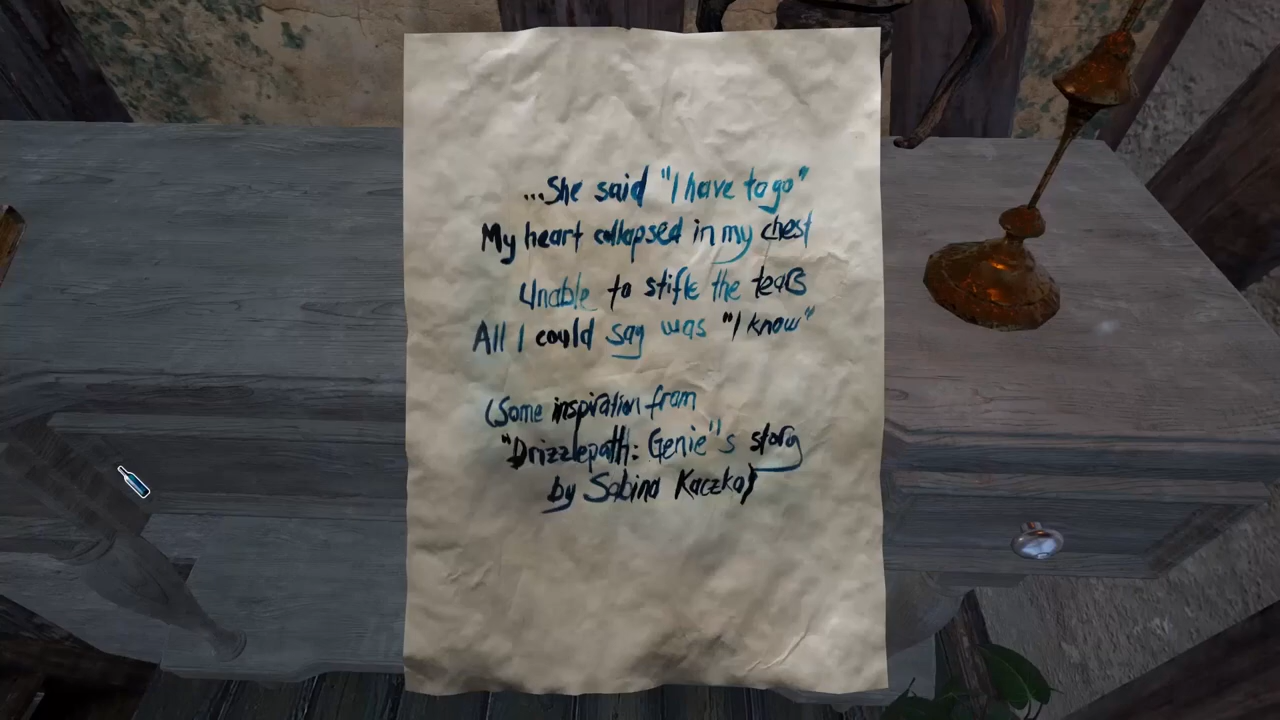 ...She said "I have to go"
My heart collapsed in my chest
Unable to stifle the tears
All I could say was "I know"
(Some inspiration from
"Drizzlepath: Genie"'s story
by Sabina Kaczka)